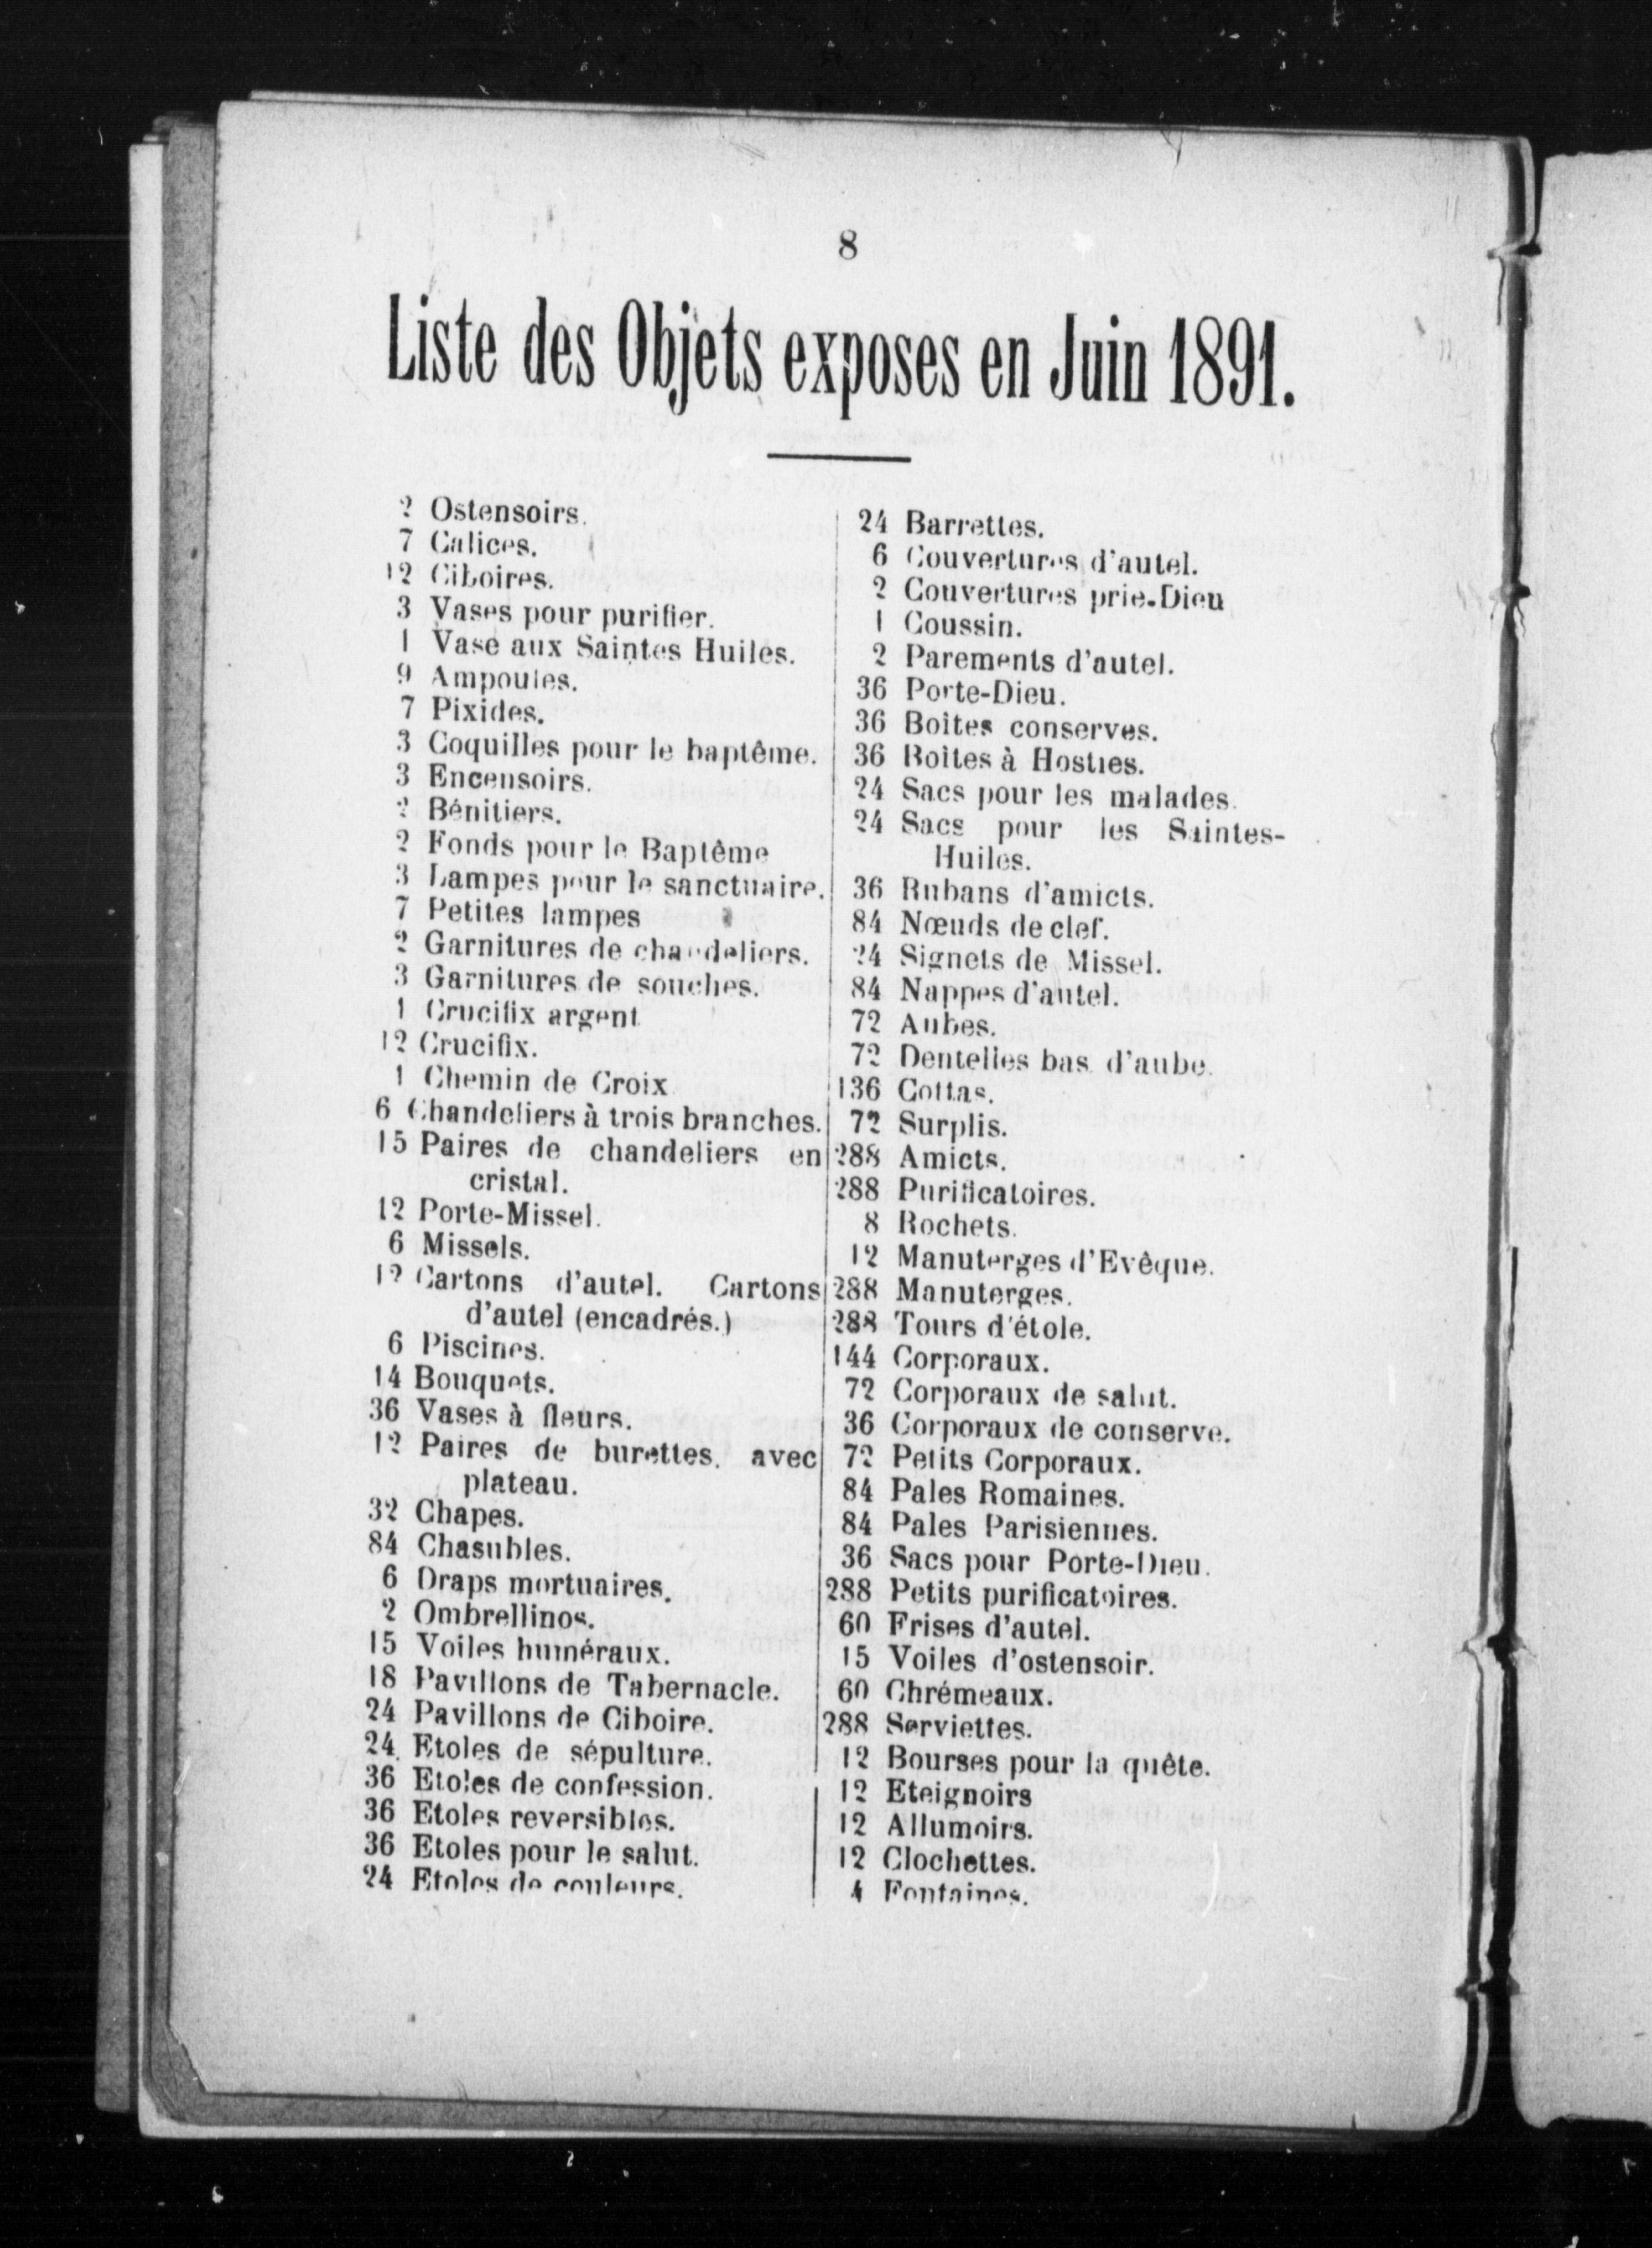 8
Liste des Objets exposes en Juin 1891.
2 Ostensoirs.
7 Calices.
12 Ciboires.
3 Vases pour purifier.
1 Vase aux Saintes Huiles.
9 Ampoules.
7 Pixides.
3 Coquilles pour le baptême.
3 Encensoirs.
2 Bénitiers.
2 Fonds pour le Baptême
3 Lampes pour le sanctuaire.
7 Petites lampes
2 Garnitures de chandeliers.
3 Garnitures de souches.
1 Crucifix argent
12 Crucifix.
1 Chemin de Croix
6 Chandeliers à trois branches.
15 Paires de chandeliers en
cristal.
12 Porte-Missel.
6 Missels.
12 Cartons d'autel. Cartons
d'autel (encadrés.)
6 Piscines.
14 Bouquets.
36 Vases à fleurs.
12 Paires de burettes. avec
plateau.
32 Chapes.
84 Chasubles.
6 Draps mortuaires.
2 Ombrellinos.
15 Voiles huméraux.
18 Pavillons de Tabernacle.
24 Pavillons de Ciboire.
24. Etoles de sépulture.
36 Etoles de confession.
36 Etoles reversibles.
36 Etoles pour le salut.
24 Etoles de couleurs.
24 Barrettes.
6 Couvertures d'autel.
2 Couvertures prie-Dieu
1 Coussin.
2 Parements d'autel.
36 Porte-Dieu.
36 Boites conserves.
36 Boites à Hosties.
24 Sacs pour les malades.
24 Sacs pour les Saintes-
Huiles.
36 Rubans d'amicts.
84 Nœuds de clef.
24 Signets de Missel.
84 Nappes d'autel.
72 Aubes.
72 Dentelles bas d'aube.
136 Cottas.
72 Surplis.
288 Amicts.
288 Purificatoires.
8 Rochets.
12 Manuterges d'Evêque.
288 Manuterges.
288 Tours d'étole.
144 Corporaux.
72 Corporaux de salut.
36 Corporaux de conserve.
72 Petits Corporaux.
84 Pales Romaines.
84 Pales Parisiennes.
36 Sacs pour Porte-Dieu.
288 Petits purificatoires.
60 Frises d'autel.
15 Voiles d'ostensoir.
60 Chrémeaux.
288 Serviettes.
12 Bourses pour la quête.
12 Eteignoirs
12 Allumoirs.
12 Clochettes.
4 Fontaines.